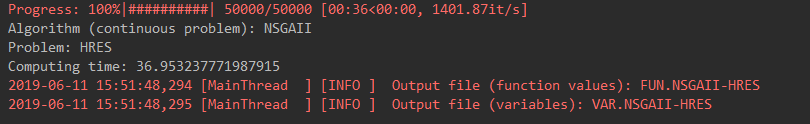 Progress: 100%|##########| 50000/50000 [00:36<00:00, 1401.87it/s]
Algorithm (continuous problem): NSGAII
Problem: HRES
Computing time: 36.953237771987915
2019-06-11 15:51:48,294 [MainThread  ] [INFO ]  Output file (function values): FUN.NSGAII-HRES
2019-06-11 15:51:48,295 [MainThread  ] [INFO ]  Output file (variables): VAR.NSGAII-HRES